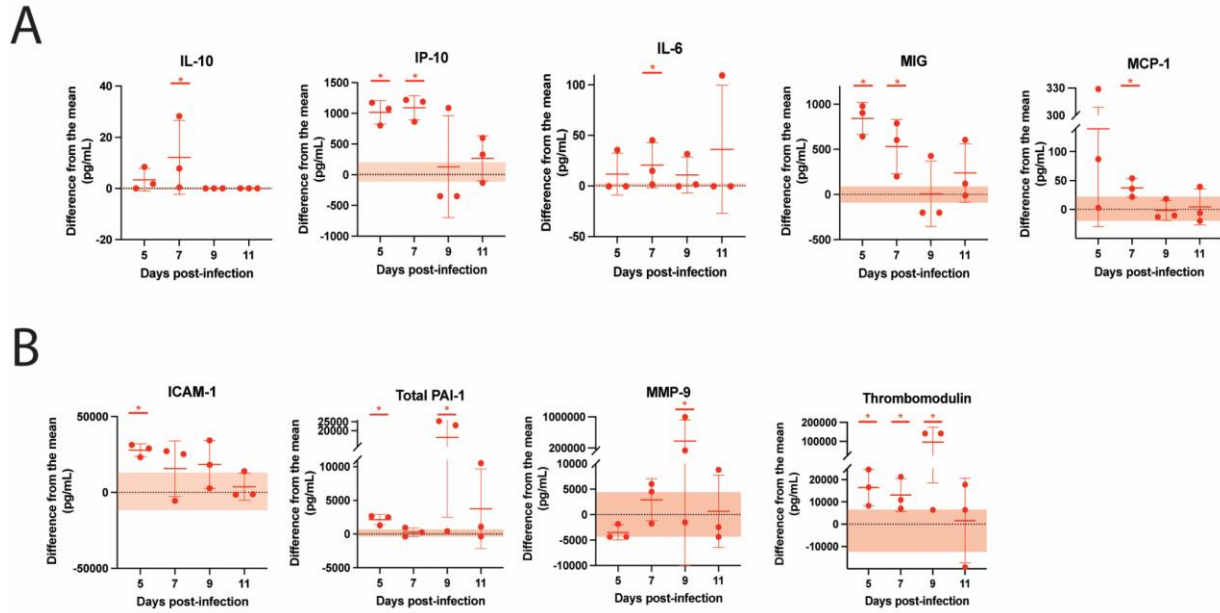 A
IL-10
Difference from the mean
(pg/mL)
40
20
0
-20
*
5 7 9 11
Days post-infection
IP-10
Difference from the mean
(pg/mL)
1500
1000
500
0
-500
-1000
* *
5 7 9 11
Days post-infection
IL-6
Difference from the mean
(pg/mL)
100
50
0
-50
*
5 7 9 11
Days post-infection
MIG
Difference from the mean
(pg/mL)
1000
500
0
-500
* *
5 7 9 11
Days post-infection
MCP-1
Difference from the mean
(pg/mL)
330
300
100
50
0
*
5 7 9 11
Days post-infection
B
ICAM-1
Difference from the mean
(pg/mL)
50000
0
-50000
*
5 7 9 11
Days post-infection
Total PAI-1
Difference from the mean
(pg/mL)
25000
20000
10000
5000
0
-5000
* *
5 7 9 11
Days post-infection
MMP-9
Difference from the mean
(pg/mL)
1000000
200000
10000
5000
0
-5000
-10000
*
5 7 9 11
Days post-infection
Thrombomodulin
Difference from the mean
(pg/mL)
200000
100000
30000
20000
10000
0
-10000
* * *
5 7 9 11
Days post-infection